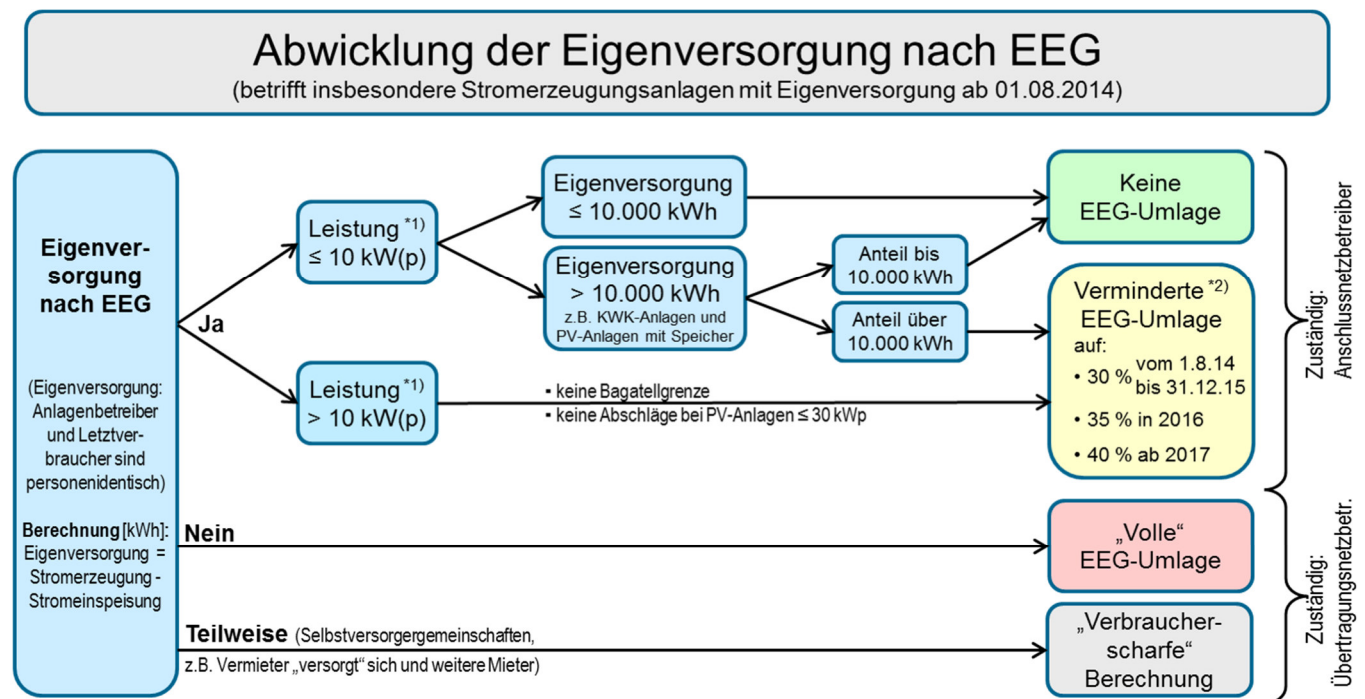 Abwicklung der Eigenversorgung nach EEG
(betrifft insbesondere Stromerzeugungsanlagen mit Eigenversorgung ab 01.08.2014)
Eigenver-
sorgung
nach EEG
(Eigenversorgung:
Anlagenbetreiber
und Letztver-
braucher sind
personenidentisch)
Berechnung [kWh]:
Eigenversorgung =
Stromerzeugung -
Stromeinspeisung
Ja
Leistung *1)
≤ 10 kW(p)
Leistung *1)
> 10 kW(p)
Eigenversorgung
≤ 10.000 kWh
Eigenversorgung
> 10.000 kWh
z.B. KWK-Anlagen und
PV-Anlagen mit Speicher
Anteil bis
10.000 kWh
Anteil über
10.000 kWh
▪ keine Bagatellgrenze
▪ keine Abschläge bei PV-Anlagen ≤ 30 kWp
Keine
EEG-Umlage
Verminderte *2)
EEG-Umlage
auf:
• 30 % vom 1.8.14
bis 31.12.15
• 35 % in 2016
• 40 % ab 2017
Nein
„Volle“
EEG-Umlage
Teilweise (Selbstversorgergemeinschaften,
z.B. Vermieter „versorgt“ sich und weitere Mieter)
„Verbraucher-
scharfe“
Berechnung
Zuständig:
Anschlussnetzbetreiber
Zuständig:
Übertragungsnetzbetr.